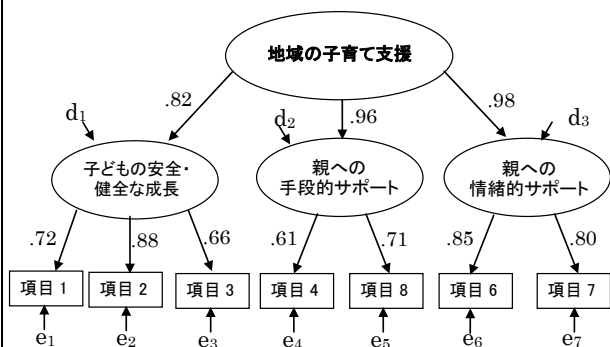 地域の子育て支援
.82
.96
.98
d1
d2
d3
子どもの安全・
健全な成長
親への
手段的サポート
親への
情緒的サポート
.72
.88
.66
.61
.71
.85
.80
項目1
項目2
項目3
項目4
項目8
項目6
項目7
e1
e2
e3
e4
e5
e6
e7